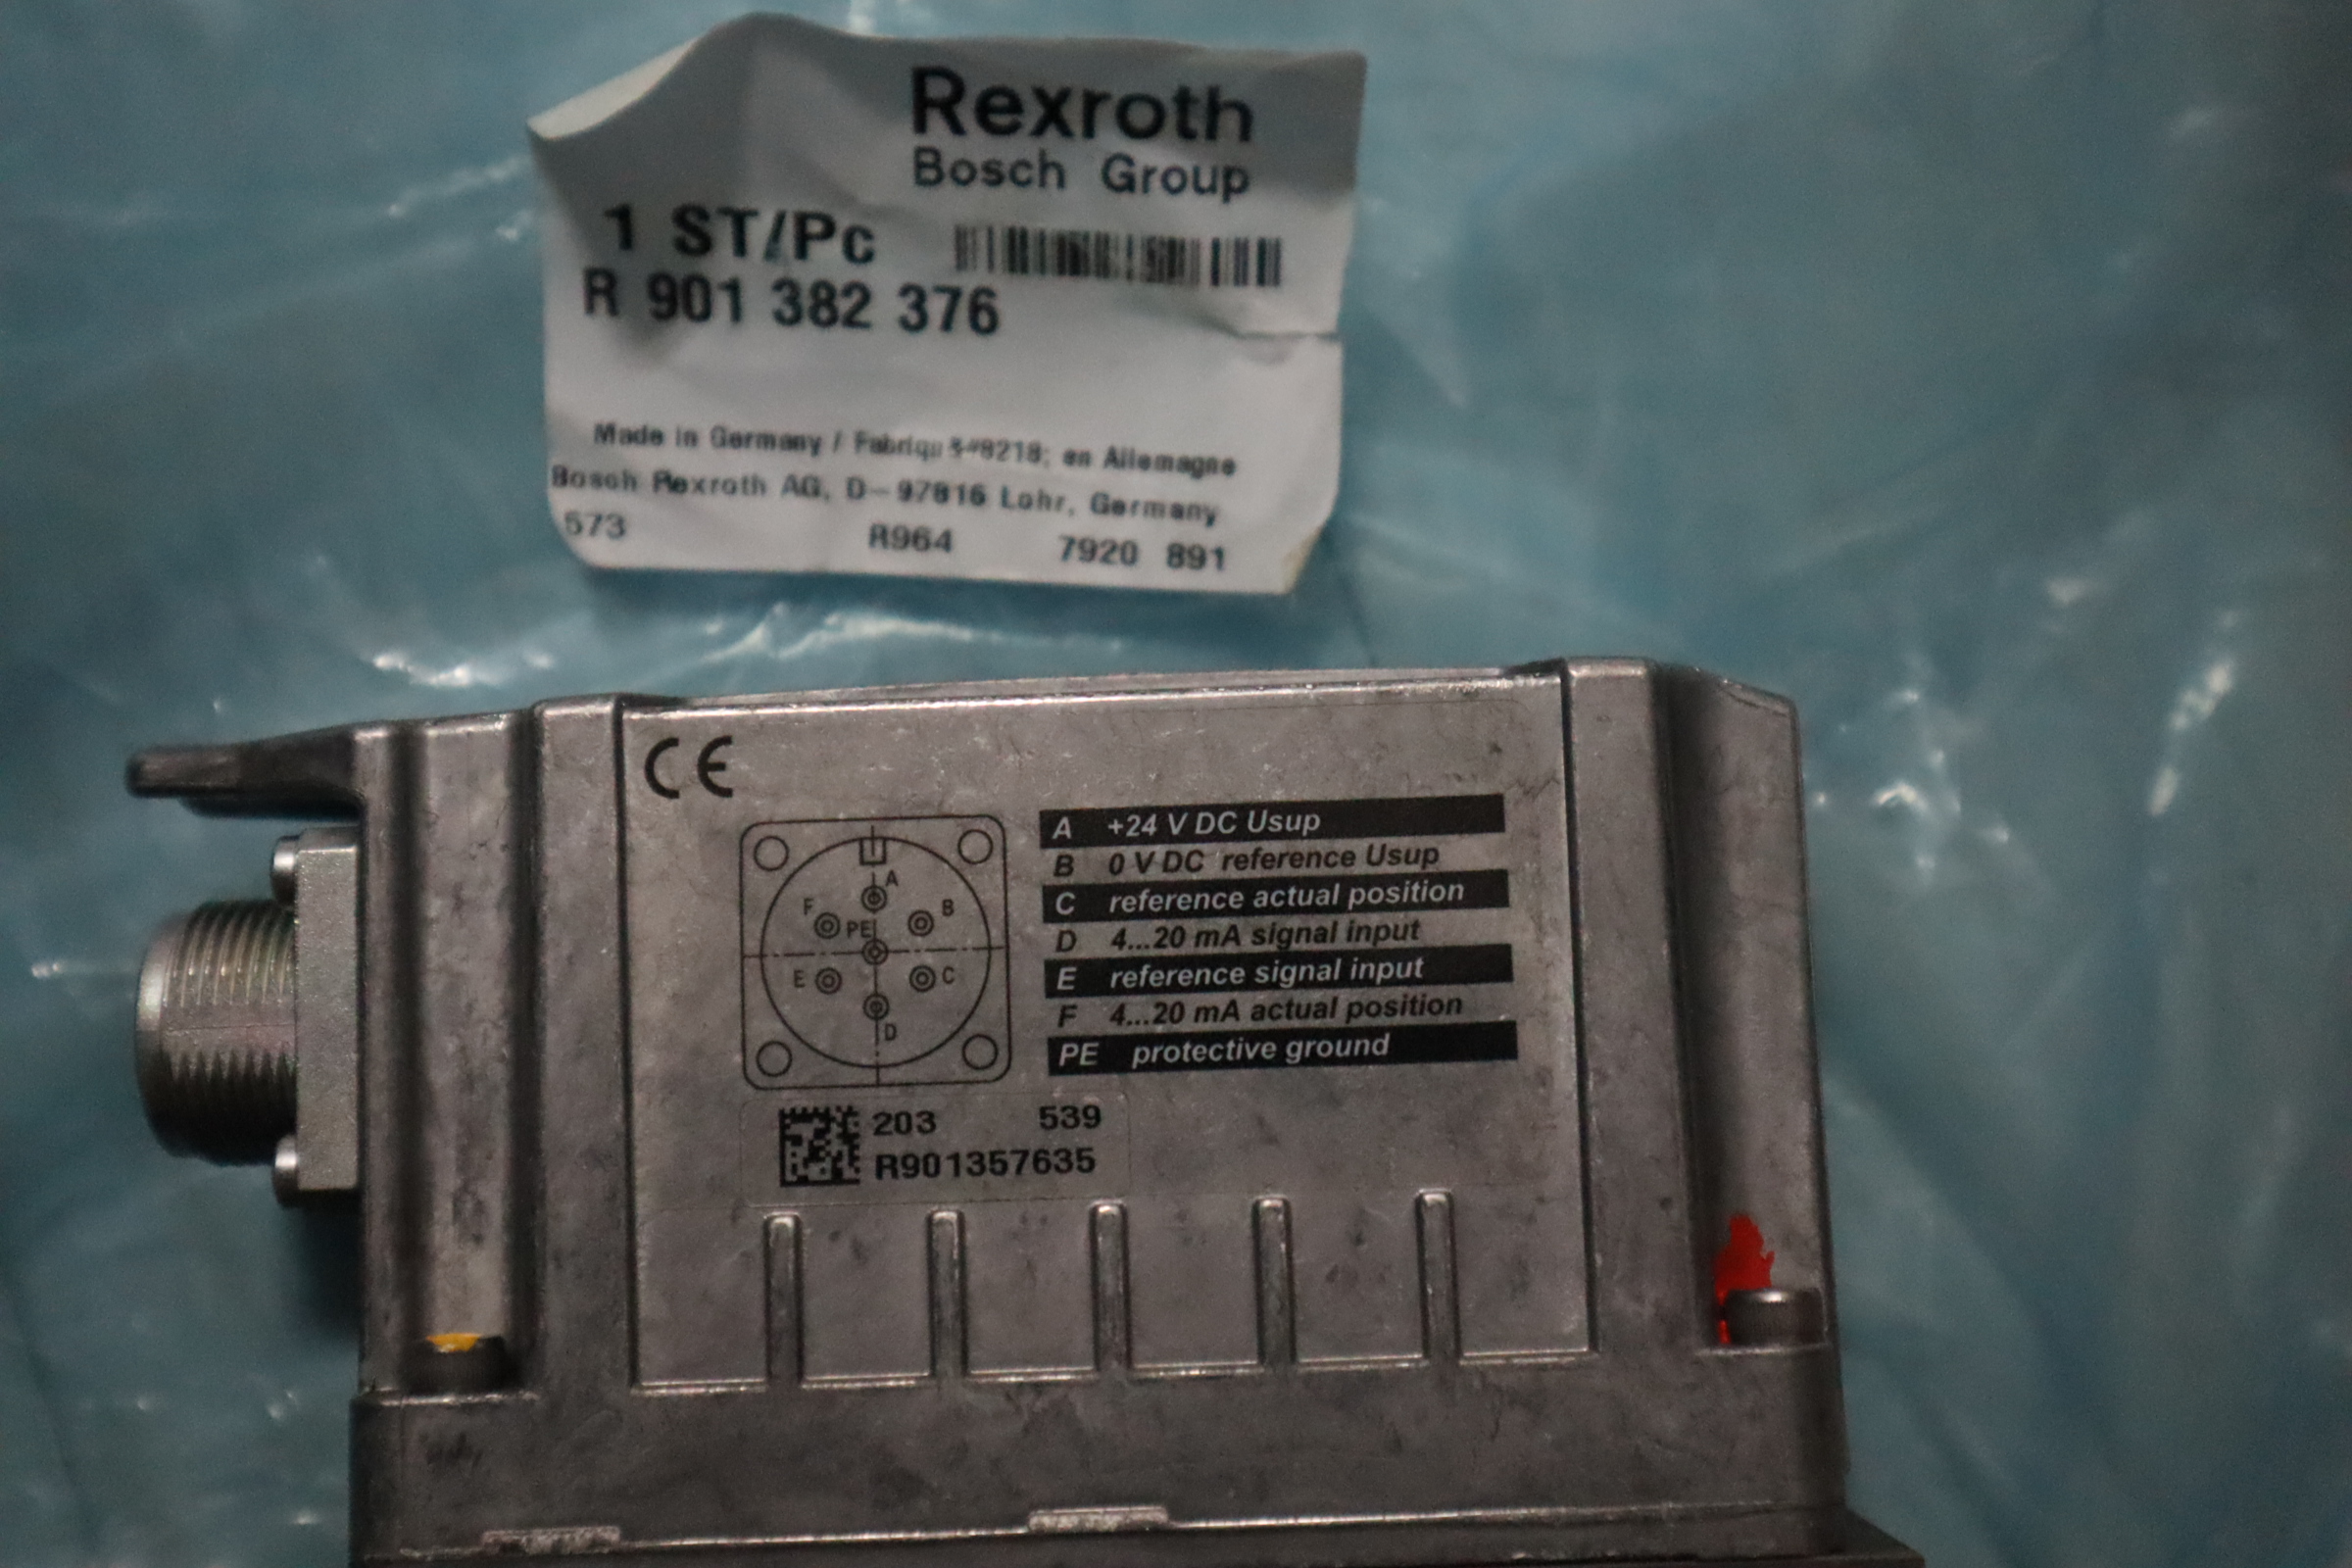 Rexroth
Bosch Group
1 ST/Pc
R 901 382 376
Made in Germany / Fabriqu &#8218; en Allemagne
Bosch Rexroth AG, D-97816 Lohr, Germany
573 R964 7920 891
CE
A +24 V DC Usup
B 0 V DC reference Usup
C reference actual position
D 4...20 mA signal input
E reference signal input
F 4...20 mA actual position
PE protective ground
A
B
C
D
E
F
PE
203 539
R901357635